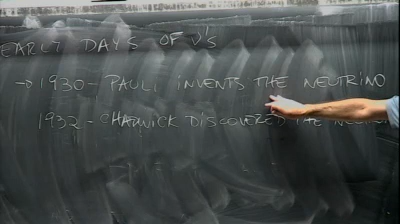 EARLY DAYS OF ν'S
→ 1930 - PAULI INVENTS THE NEUTRINO
1932 - CHADWICK DISCOVERED THE